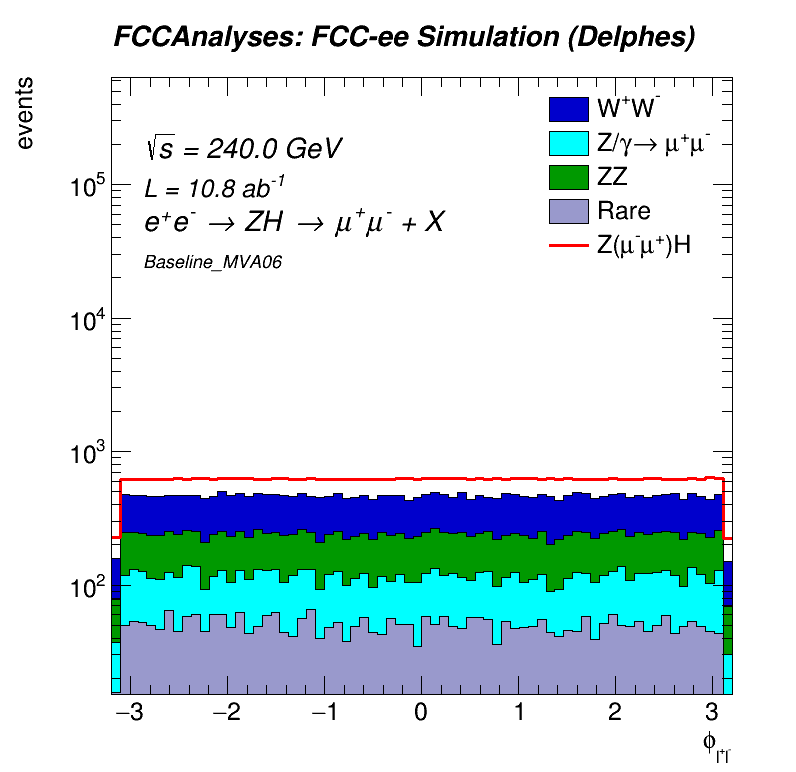 FCCAnalyses: FCC-ee Simulation (Delphes)
events
√s = 240.0 GeV
L = 10.8 ab⁻¹
e⁺e⁻ → ZH → μ⁺μ⁻ + X
Baseline_MVA06
W⁺W⁻
Z/γ→ μ⁺μ⁻
ZZ
Rare
Z(μ⁻μ⁺)H
10⁵
10⁴
10³
10²
−3 −2 −1 0 1 2 3
ϕ_l⁺l⁻